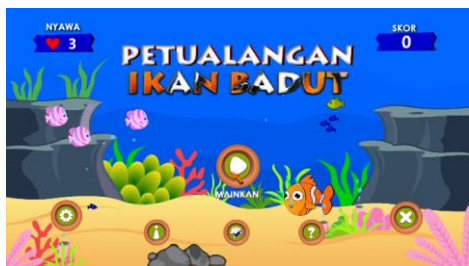 NYAWA
3
SKOR
0
PETUALANGAN
IKAN BADUT
MAINKAN
?